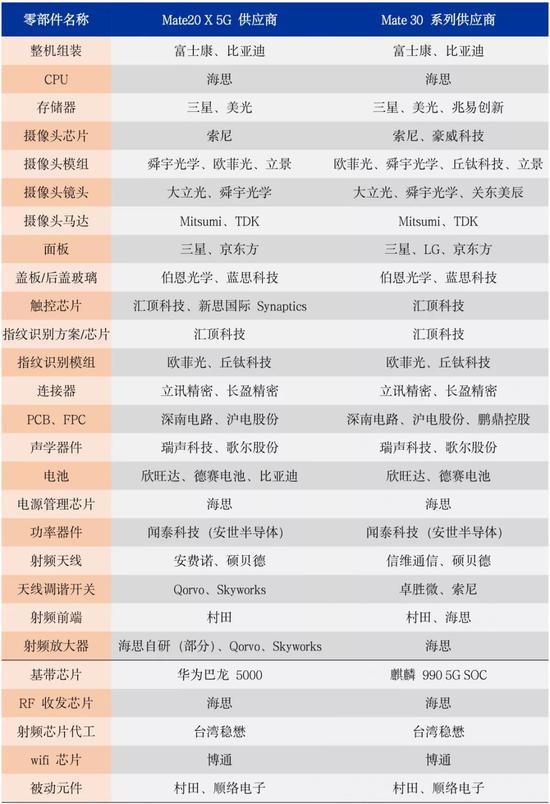 零部件名称 Mate20 X 5G 供应商 Mate 30 系列供应商
整机组装 富士康、比亚迪 富士康、比亚迪
CPU 海思 海思
存储器 三星、美光 三星、美光、兆易创新
摄像头芯片 索尼 索尼、豪威科技
摄像头模组 舜宇光学、欧菲光、立景 欧菲光、舜宇光学、丘钛科技、立景
摄像头镜头 大立光、舜宇光学 大立光、舜宇光学、关东美辰
摄像头马达 Mitsumi、TDK Mitsumi、TDK
面板 三星、京东方 三星、LG、京东方
盖板/后盖玻璃 伯恩光学、蓝思科技 伯恩光学、蓝思科技
触控芯片 汇顶科技、新思国际 Synaptics 汇顶科技
指纹识别方案/芯片 汇顶科技 汇顶科技
指纹识别模组 欧菲光、丘钛科技 欧菲光、丘钛科技
连接器 立讯精密、长盈精密 立讯精密、长盈精密
PCB、FPC 深南电路、沪电股份 深南电路、沪电股份、鹏鼎控股
声学器件 瑞声科技、歌尔股份 瑞声科技、歌尔股份
电池 欣旺达、德赛电池、比亚迪 欣旺达、德赛电池
电源管理芯片 海思 海思
功率器件 闻泰科技（安世半导体） 闻泰科技（安世半导体）
射频天线 安费诺、硕贝德 信维通信、硕贝德
天线调谐开关 Qorvo、Skyworks 卓胜微、索尼
射频前端 村田 村田、海思
射频放大器 海思自研（部分）、Qorvo、Skyworks 海思
基带芯片 华为巴龙 5000 麒麟 990 5G SOC
RF 收发芯片 海思 海思
射频芯片代工 台湾稳懋 台湾稳懋
wifi 芯片 博通 博通
被动元件 村田、顺络电子 村田、顺络电子